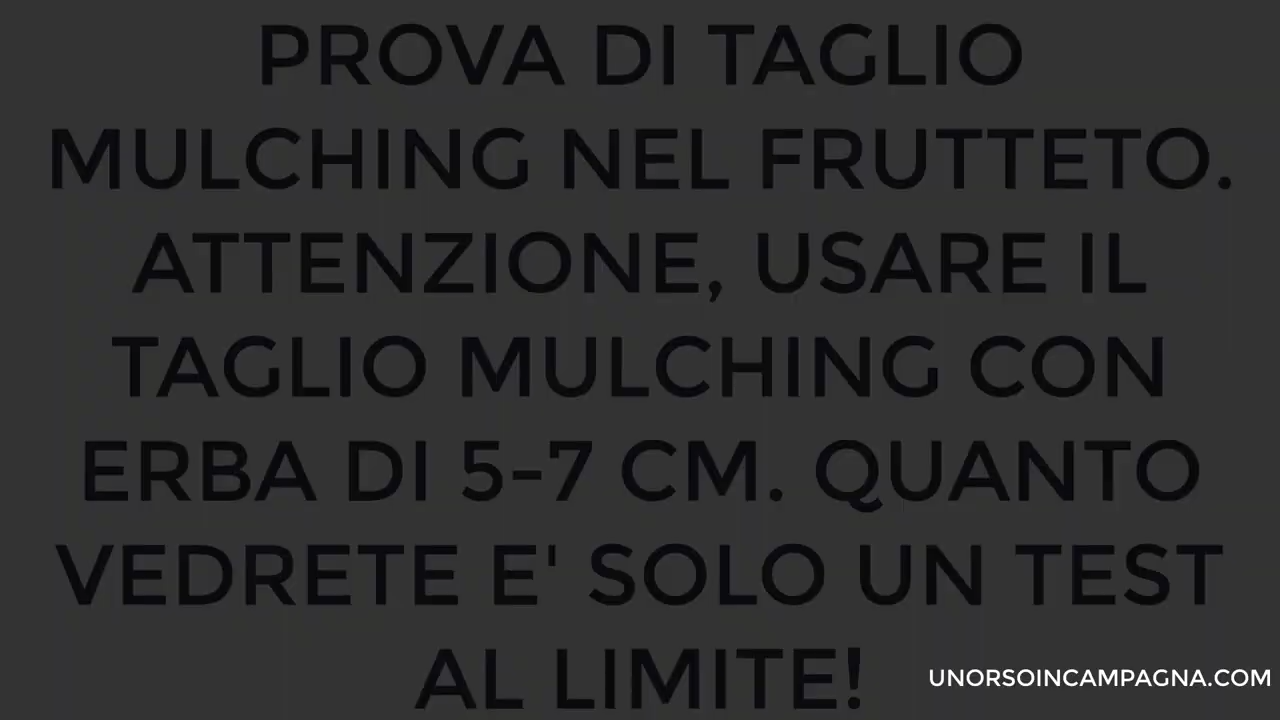 PROVA DI TAGLIO
MULCHING NEL FRUTTETO.
ATTENZIONE, USARE IL
TAGLIO MULCHING CON
ERBA DI 5-7 CM. QUANTO
VEDRETE E' SOLO UN TEST
AL LIMITE!
UNORSOINCAMPAGNA.COM